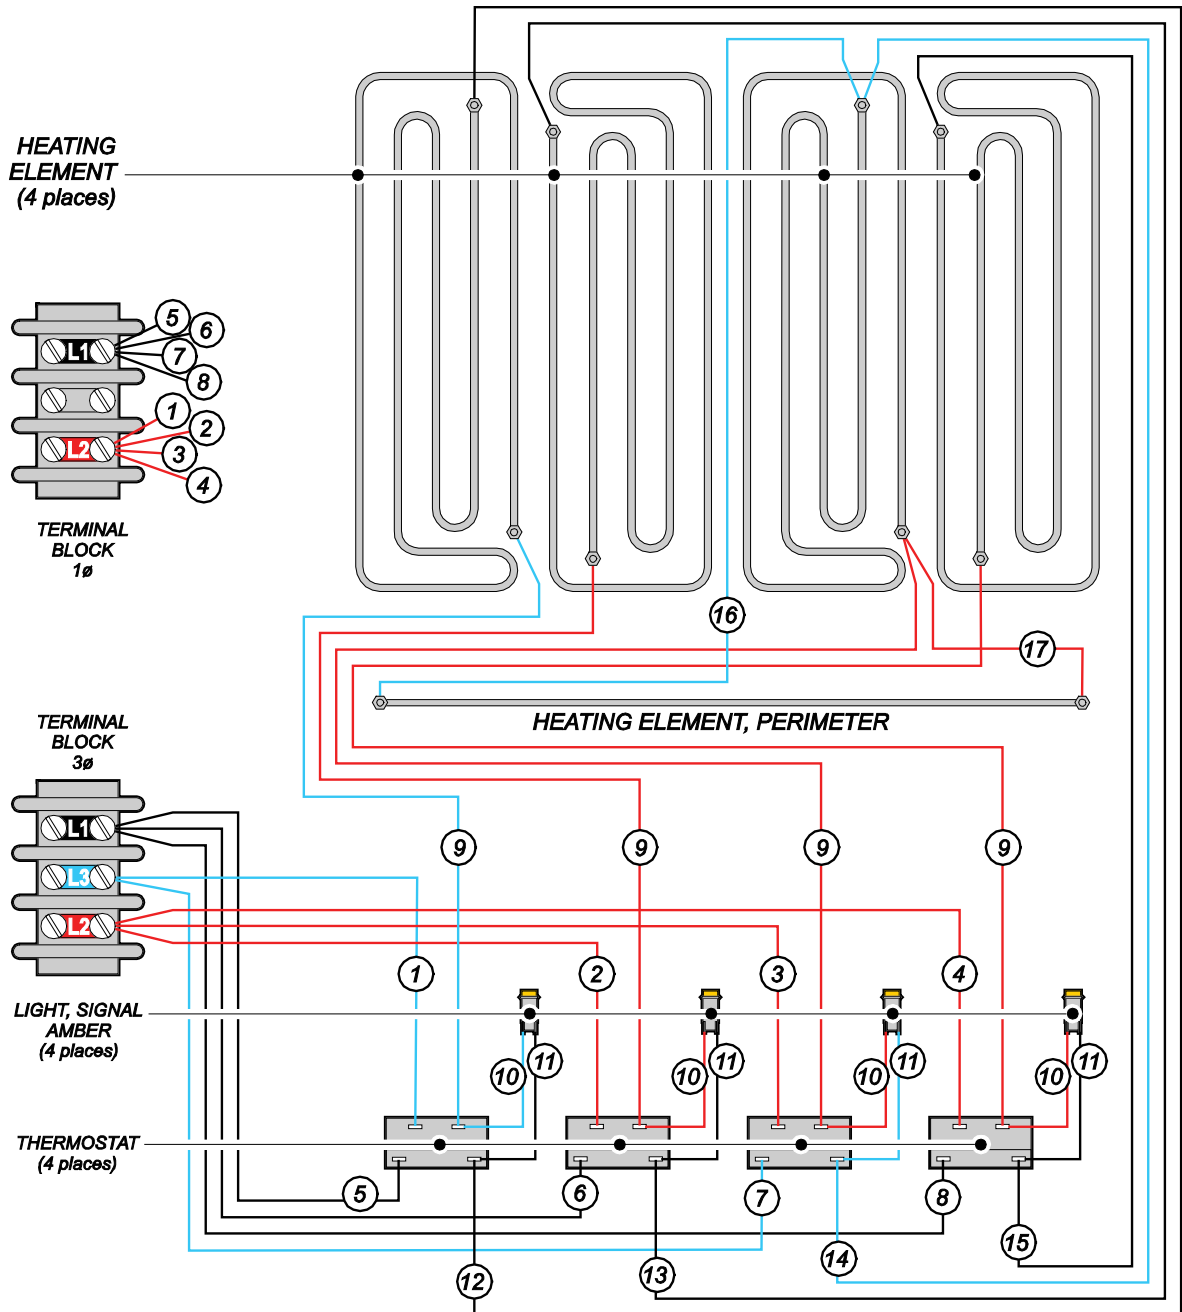 HEATING
ELEMENT
(4 places)
L1
5
6
7
8
L2
1
2
3
4
TERMINAL
BLOCK
1ø
16
17
HEATING ELEMENT, PERIMETER
TERMINAL
BLOCK
3ø
L1
L3
L2
9
9
9
9
1
2
3
4
LIGHT, SIGNAL
AMBER
(4 places)
10
11
10
11
10
11
10
11
THERMOSTAT
(4 places)
5
6
7
8
12
13
14
15